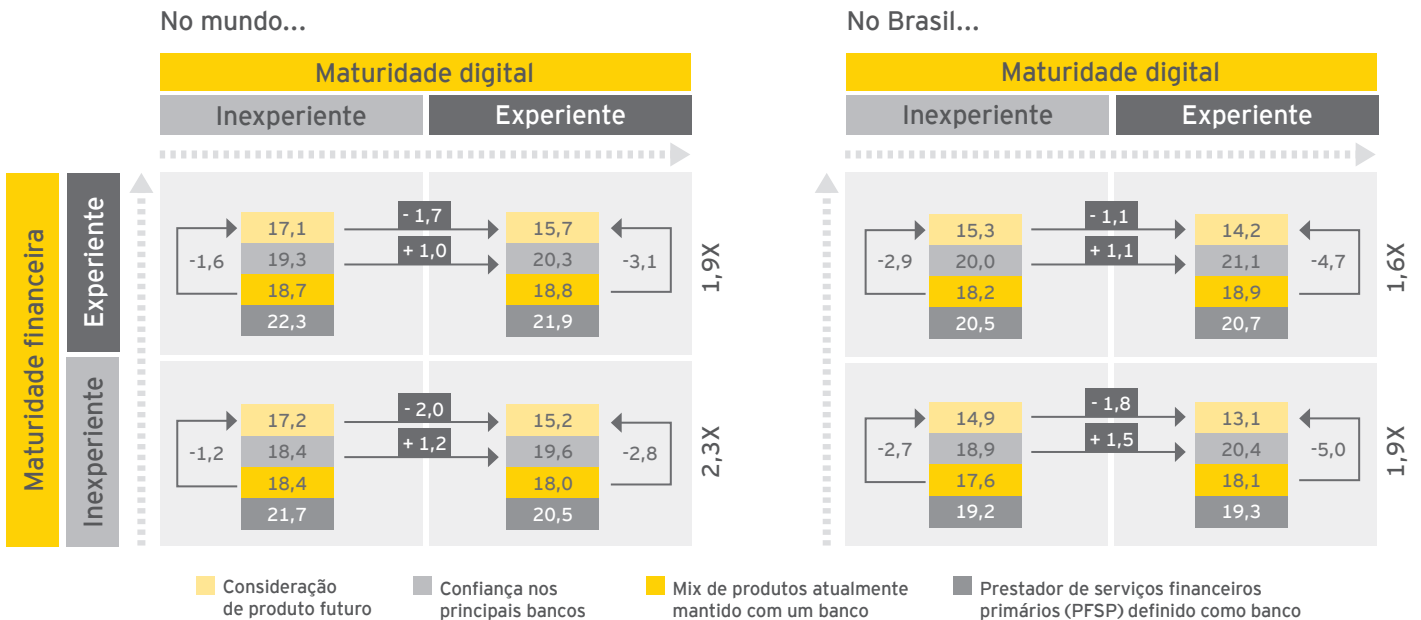 No mundo...
Maturidade digital
Inexperiente
Experiente
Maturidade financeira
Experiente
Inexperiente
17,1
19,3
18,7
22,3
-1,6
- 1,7
+ 1,0
15,7
20,3
18,8
21,9
-3,1
1,9X
17,2
18,4
18,4
21,7
-1,2
- 2,0
+ 1,2
15,2
19,6
18,0
20,5
-2,8
2,3X
No Brasil...
Maturidade digital
Inexperiente
Experiente
15,3
20,0
18,2
20,5
-2,9
- 1,1
+ 1,1
14,2
21,1
18,9
20,7
-4,7
1,6X
14,9
18,9
17,6
19,2
-2,7
- 1,8
+ 1,5
13,1
20,4
18,1
19,3
-5,0
1,9X
Consideração
de produto futuro
Confiança nos
principais bancos
Mix de produtos atualmente
mantido com um banco
Prestador de serviços financeiros
primários (PFSP) definido como banco